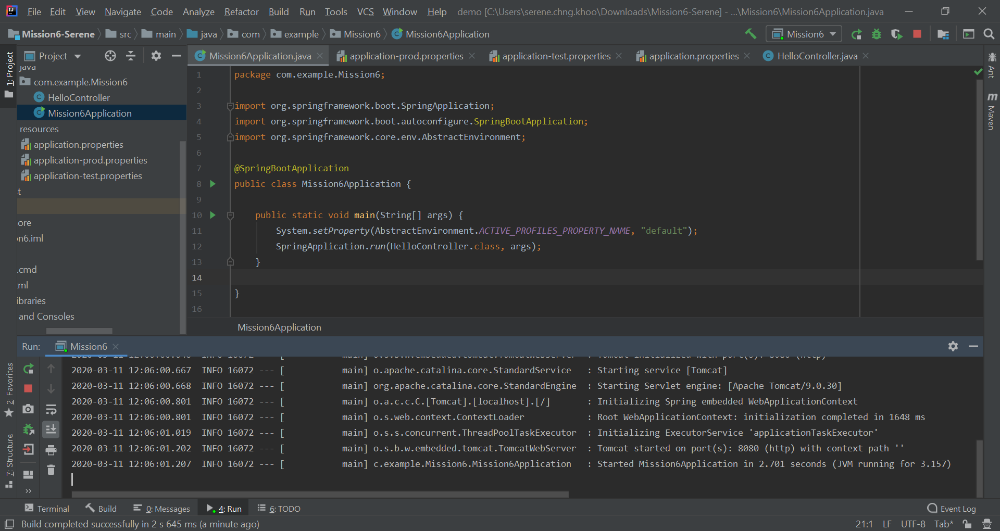 File Edit View Navigate Code Analyze Refactor Build Run Tools VCS Window Help demo [C:\Users\serene.chng.khoo\Downloads\Mission6-Serene] - ...\Mission6\Mission6Application.java
Mission6-Serene src main java com example Mission6 Mission6Application Mission6
1: Project
Project
Mission6Application.java application-prod.properties application-test.properties application.properties HelloController.java
java
com.example.Mission6
HelloController
Mission6Application
resources
application.properties
application-prod.properties
application-test.properties
t
ore
n6.iml
.cmd
ml
ibraries
and Consoles
1 package com.example.Mission6;
2
3 import org.springframework.boot.SpringApplication;
4 import org.springframework.boot.autoconfigure.SpringBootApplication;
5 import org.springframework.core.env.AbstractEnvironment;
6
7 @SpringBootApplication
8 public class Mission6Application {
9
10 public static void main(String[] args) {
11 System.setProperty(AbstractEnvironment.ACTIVE_PROFILES_PROPERTY_NAME, "default");
12 SpringApplication.run(HelloController.class, args);
13 }
14
15 }
16
Mission6Application
Ant
m Maven
Run: Mission6
2: Favorites
7: Structure
2020-03-11 12:06:00.667 INFO 16072 --- [ main] o.apache.catalina.core.StandardService : Starting service [Tomcat]
2020-03-11 12:06:00.668 INFO 16072 --- [ main] org.apache.catalina.core.StandardEngine : Starting Servlet engine: [Apache Tomcat/9.0.30]
2020-03-11 12:06:00.801 INFO 16072 --- [ main] o.a.c.c.C.[Tomcat].[localhost].[/] : Initializing Spring embedded WebApplicationContext
2020-03-11 12:06:00.801 INFO 16072 --- [ main] o.s.web.context.ContextLoader : Root WebApplicationContext: initialization completed in 1648 ms
2020-03-11 12:06:01.019 INFO 16072 --- [ main] o.s.s.concurrent.ThreadPoolTaskExecutor : Initializing ExecutorService 'applicationTaskExecutor'
2020-03-11 12:06:01.202 INFO 16072 --- [ main] o.s.b.w.embedded.tomcat.TomcatWebServer : Tomcat started on port(s): 8080 (http) with context path ''
2020-03-11 12:06:01.207 INFO 16072 --- [ main] c.example.Mission6.Mission6Application : Started Mission6Application in 2.701 seconds (JVM running for 3.157)
Terminal Build 0: Messages 4: Run 6: TODO Event Log
Build completed successfully in 2 s 645 ms (a minute ago) 21:1 LF UTF-8 Tab*